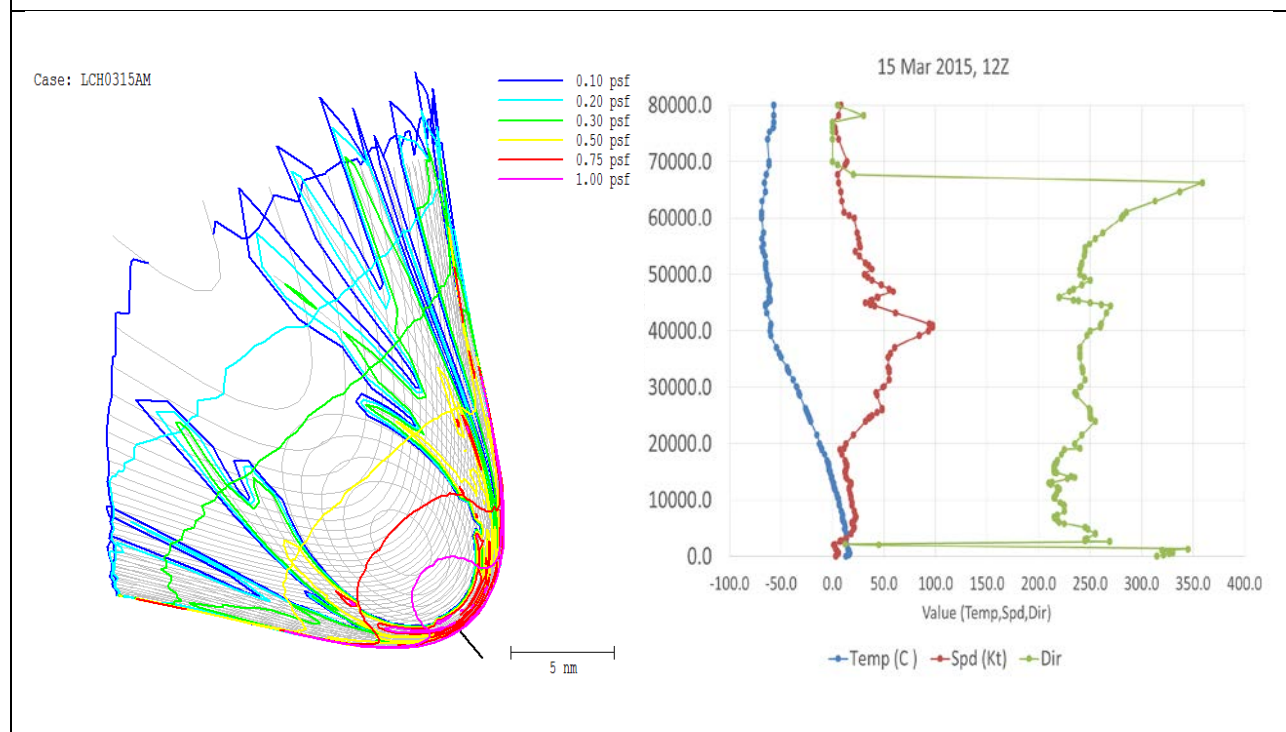 Case: LCH0315AM
0.10 psf
0.20 psf
0.30 psf
0.50 psf
0.75 psf
1.00 psf
5 nm
15 Mar 2015, 12Z
80000.0
70000.0
60000.0
50000.0
40000.0
30000.0
20000.0
10000.0
0.0
-100.0 -50.0 0.0 50.0 100.0 150.0 200.0 250.0 300.0 350.0 400.0
Value (Temp,Spd,Dir)
Temp (C ) Spd (Kt) Dir